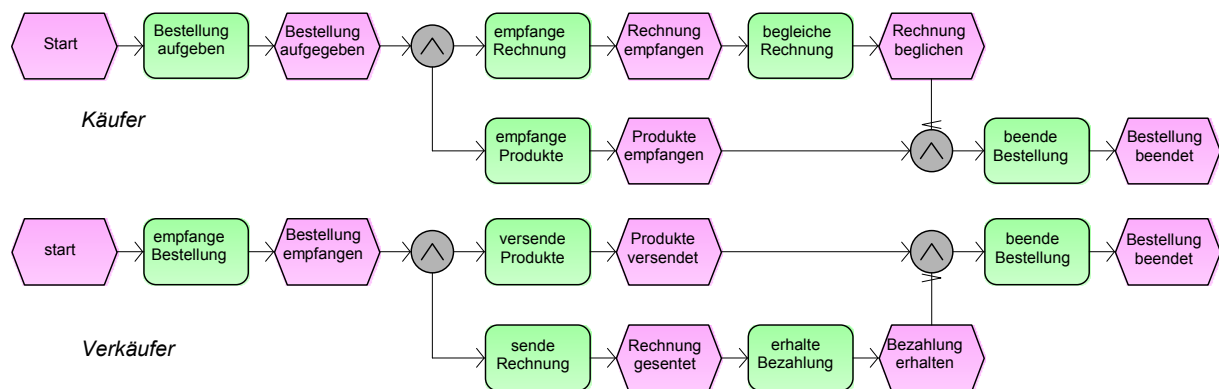 Start
Bestellung
aufgeben
Bestellung
aufgegeben
empfange
Rechnung
Rechnung
empfangen
begleiche
Rechnung
Rechnung
beglichen
Käufer
empfange
Produkte
Produkte
empfangen
beende
Bestellung
Bestellung
beendet
start
empfange
Bestellung
Bestellung
empfangen
versende
Produkte
Produkte
versendet
beende
Bestellung
Bestellung
beendet
Verkäufer
sende
Rechnung
Rechnung
gesentet
erhalte
Bezahlung
Bezahlung
erhalten